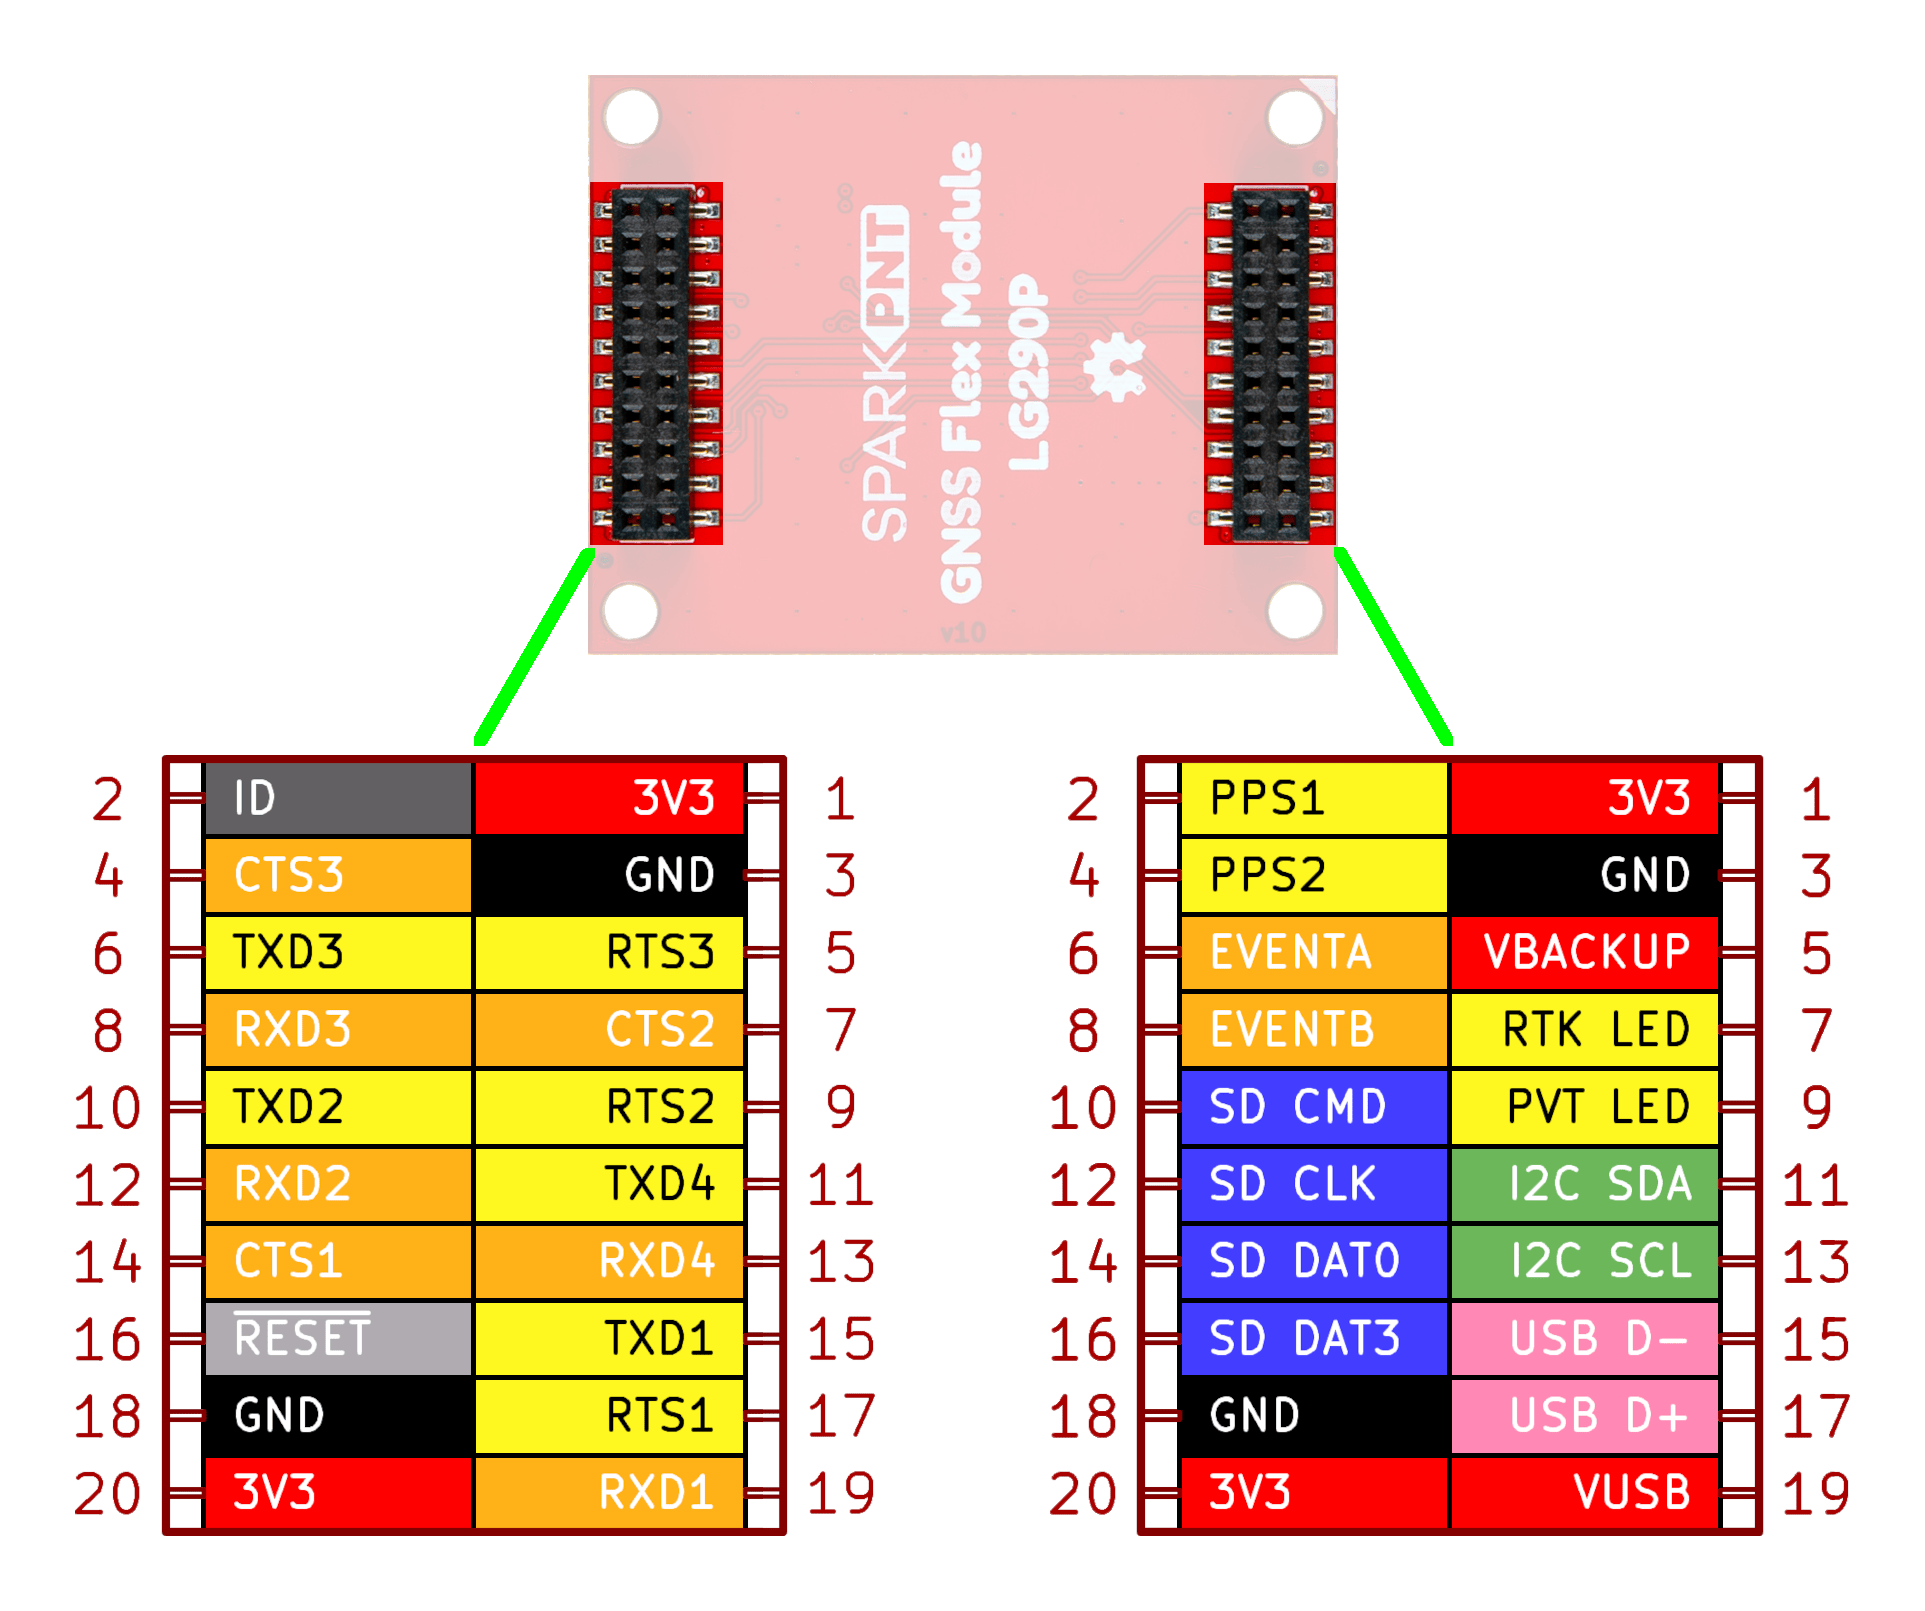 SPARK PNT
GNSS Flex Module
LG290P
v10
2 ID 3V3 1
4 CTS3 GND 3
6 TXD3 RTS3 5
8 RXD3 CTS2 7
10 TXD2 RTS2 9
12 RXD2 TXD4 11
14 CTS1 RXD4 13
16 RESET TXD1 15
18 GND RTS1 17
20 3V3 RXD1 19
2 PPS1 3V3 1
4 PPS2 GND 3
6 EVENTA VBACKUP 5
8 EVENTB RTK LED 7
10 SD CMD PVT LED 9
12 SD CLK I2C SDA 11
14 SD DAT0 I2C SCL 13
16 SD DAT3 USB D- 15
18 GND USB D+ 17
20 3V3 VUSB 19